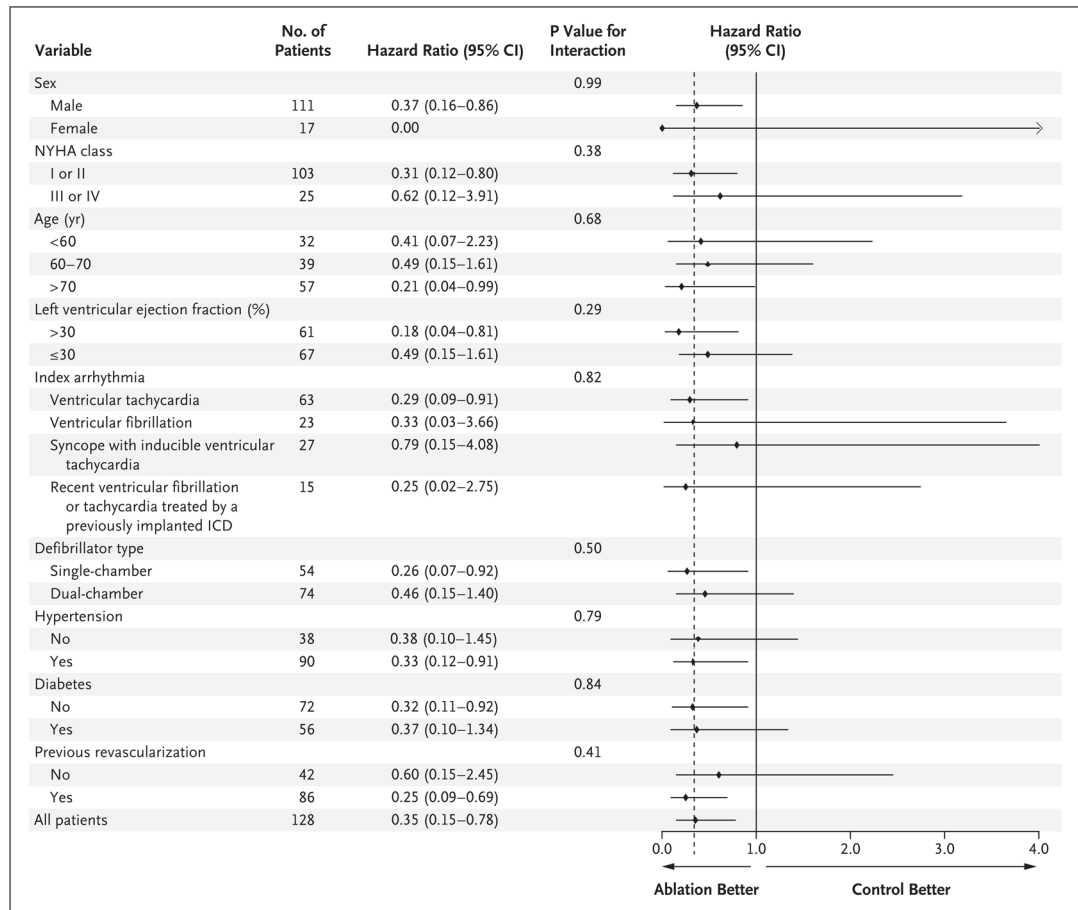 Variable No. of Patients Hazard Ratio (95% CI) P Value for Interaction Hazard Ratio (95% CI)
Sex 0.99
Male 111 0.37 (0.16–0.86)
Female 17 0.00
NYHA class 0.38
I or II 103 0.31 (0.12–0.80)
III or IV 25 0.62 (0.12–3.91)
Age (yr) 0.68
<60 32 0.41 (0.07–2.23)
60–70 39 0.49 (0.15–1.61)
>70 57 0.21 (0.04–0.99)
Left ventricular ejection fraction (%) 0.29
>30 61 0.18 (0.04–0.81)
≤30 67 0.49 (0.15–1.61)
Index arrhythmia 0.82
Ventricular tachycardia 63 0.29 (0.09–0.91)
Ventricular fibrillation 23 0.33 (0.03–3.66)
Syncope with inducible ventricular 27 0.79 (0.15–4.08)
tachycardia
Recent ventricular fibrillation 15 0.25 (0.02–2.75)
or tachycardia treated by a
previously implanted ICD
Defibrillator type 0.50
Single-chamber 54 0.26 (0.07–0.92)
Dual-chamber 74 0.46 (0.15–1.40)
Hypertension 0.79
No 38 0.38 (0.10–1.45)
Yes 90 0.33 (0.12–0.91)
Diabetes 0.84
No 72 0.32 (0.11–0.92)
Yes 56 0.37 (0.10–1.34)
Previous revascularization 0.41
No 42 0.60 (0.15–2.45)
Yes 86 0.25 (0.09–0.69)
All patients 128 0.35 (0.15–0.78)
0.0 1.0 2.0 3.0 4.0
Ablation Better Control Better